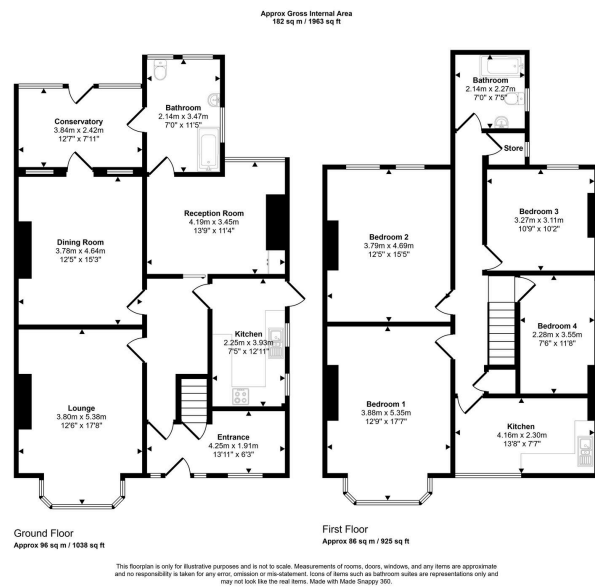 Approx Gross Internal Area
182 sq m / 1963 sq ft
Conservatory
3.84m x 2.42m
12'7" x 7'11"
Bathroom
2.14m x 3.47m
7'0" x 11'5"
Dining Room
3.78m x 4.64m
12'5" x 15'3"
Reception Room
4.19m x 3.45m
13'9" x 11'4"
Kitchen
2.25m x 3.93m
7'5" x 12'11"
Lounge
3.80m x 5.38m
12'6" x 17'8"
Entrance
4.25m x 1.91m
13'11" x 6'3"
Ground Floor
Approx 96 sq m / 1038 sq ft
Bathroom
2.14m x 2.27m
7'0" x 7'5"
Store
Bedroom 2
3.79m x 4.69m
12'5" x 15'5"
Bedroom 3
3.27m x 3.11m
10'9" x 10'2"
Bedroom 4
2.28m x 3.55m
7'6" x 11'8"
Bedroom 1
3.88m x 5.35m
12'9" x 17'7"
Kitchen
4.16m x 2.30m
13'8" x 7'7"
First Floor
Approx 86 sq m / 925 sq ft
This floorplan is only for illustrative purposes and is not to scale. Measurements of rooms, doors, windows, and any items are approximate
and no responsibility is taken for any error, omission or mis-statement. Icons of items such as bathroom suites are representations only and
may not look like the real items. Made with Made Snappy 360.